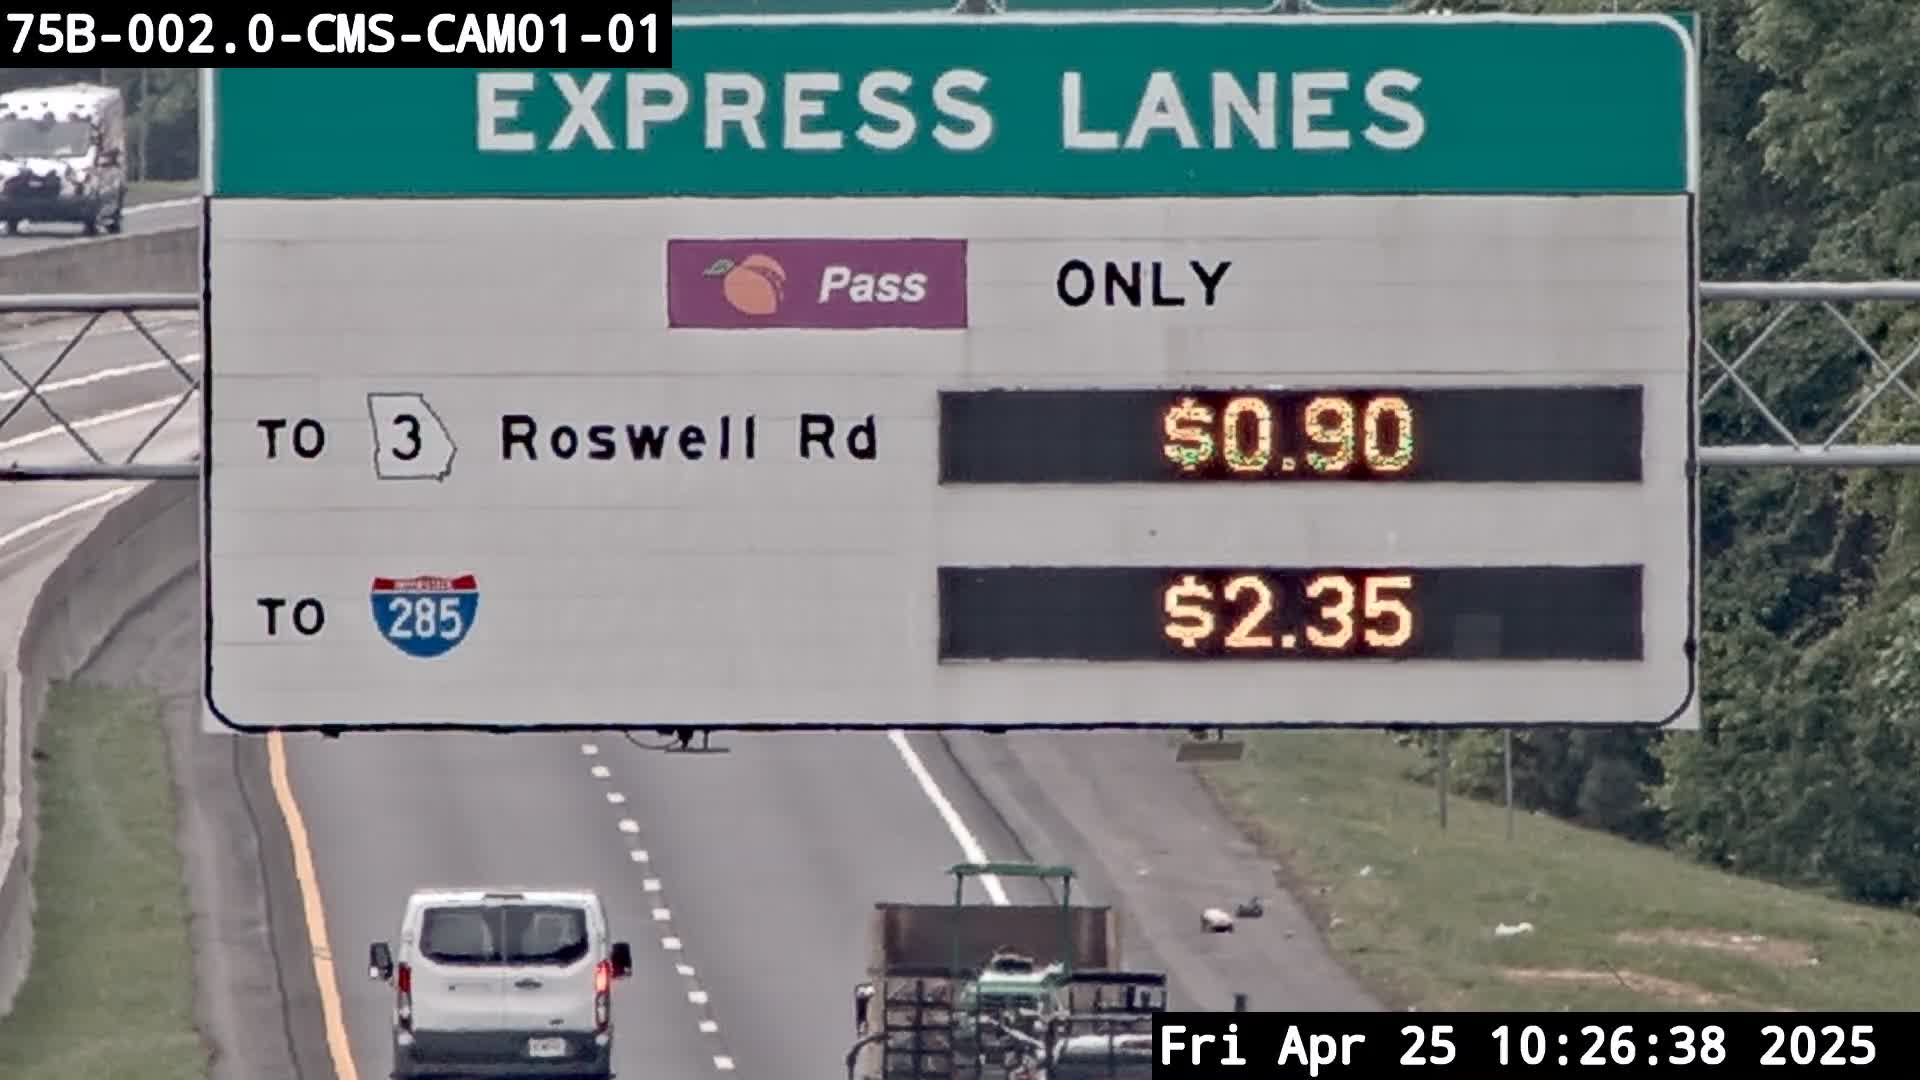 75B-002.0-CMS-CAM01-01
EXPRESS LANES
Pass ONLY
TO 3 Roswell Rd $0.90
INTERSTATE
TO 285 $2.35
Fri Apr 25 10:26:38 2025